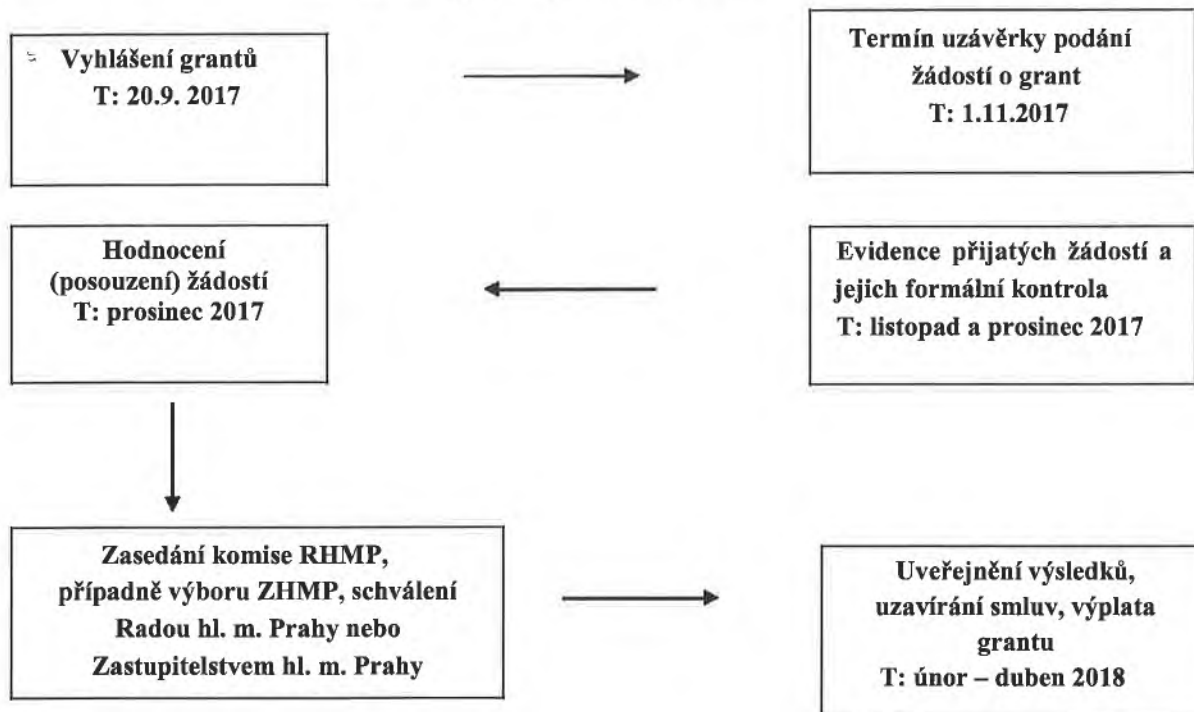 Vyhlášení grantů
T: 20.9. 2017
Termín uzávěrky podání
žádostí o grant
T: 1.11.2017
Evidence přijatých žádostí a
jejich formální kontrola
T: listopad a prosinec 2017
Hodnocení
(posouzení) žádostí
T: prosinec 2017
Zasedání komise RHMP,
případně výboru ZHMP, schválení
Radou hl. m. Prahy nebo
Zastupitelstvem hl. m. Prahy
Uveřejnění výsledků,
uzavírání smluv, výplata
grantu
T: únor – duben 2018